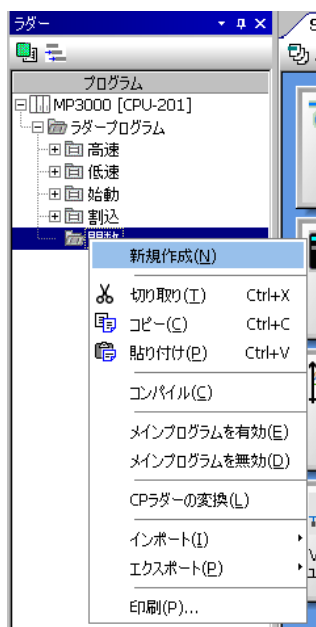 ラダー
プログラム
MP3000 [CPU-201]
ラダープログラム
高速
低速
始動
割込
新規作成(N)
切り取り(T) Ctrl+X
コピー(C) Ctrl+C
貼り付け(P) Ctrl+V
コンパイル(C)
メインプログラムを有効(E)
メインプログラムを無効(D)
CPラダーの変換(L)
インポート(I)
エクスポート(P)
印刷(P)...